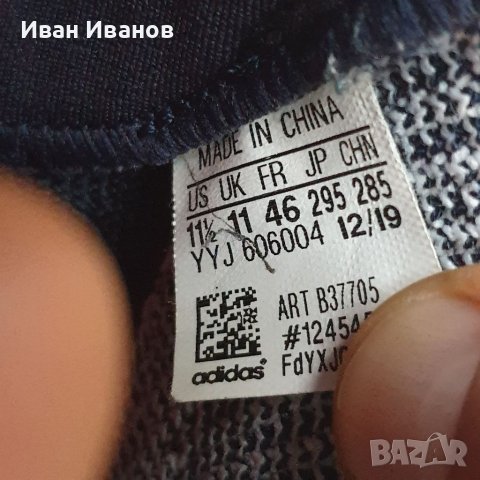 Иван Иванов
MADE IN CHINA
US UK FR JP CHN
11½ 11 46 295 285
YYJ 606004 12/19
ART B37705
adidas
BAZAR